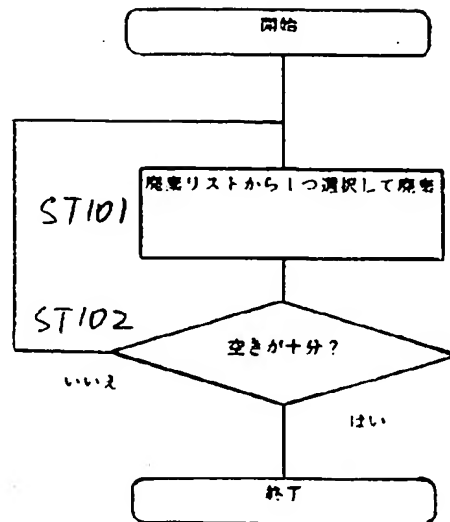 開始
廃棄リストから1つ選択して廃棄
ST101
ST102
空きが十分?
いいえ
はい
終了